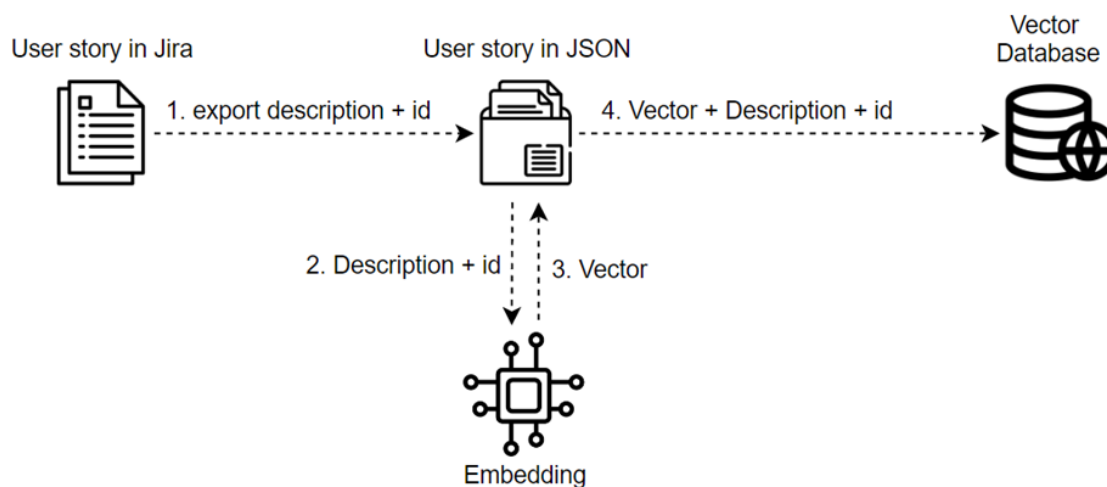 User story in Jira
User story in JSON
Vector
Database
1. export description + id
4. Vector + Description + id
2. Description + id
3. Vector
Embedding